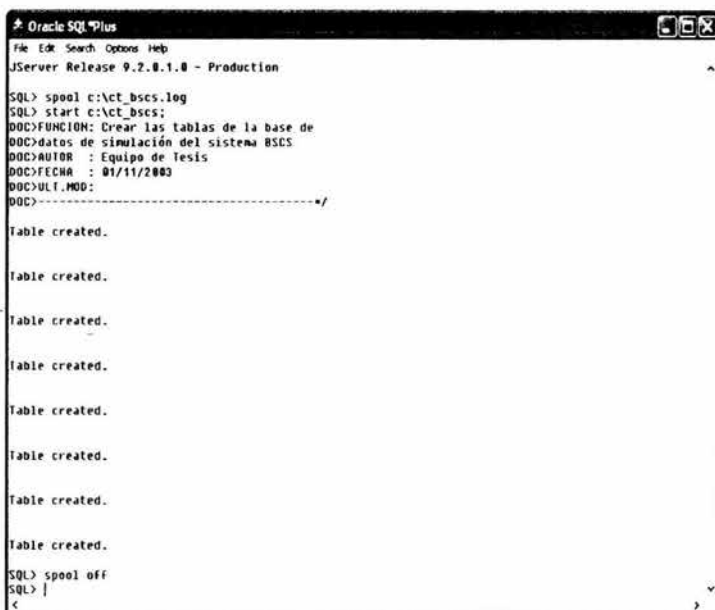 Oracle SQL*Plus
File Edit Search Options Help
JServer Release 9.2.0.1.0 - Production
SQL> spool c:\ct_bscs.log
SQL> start c:\ct_bscs;
DOC>FUNCION: Crear las tablas de la base de
DOC>datos de simulación del sistema BSCS
DOC>AUTOR : Equipo de Tesis
DOC>FECHA : 01/11/2003
DOC>ULT.MOD:
DOC>---------------------------------------*/
Table created.
Table created.
Table created.
Table created.
Table created.
Table created.
Table created.
Table created.
SQL> spool off
SQL>